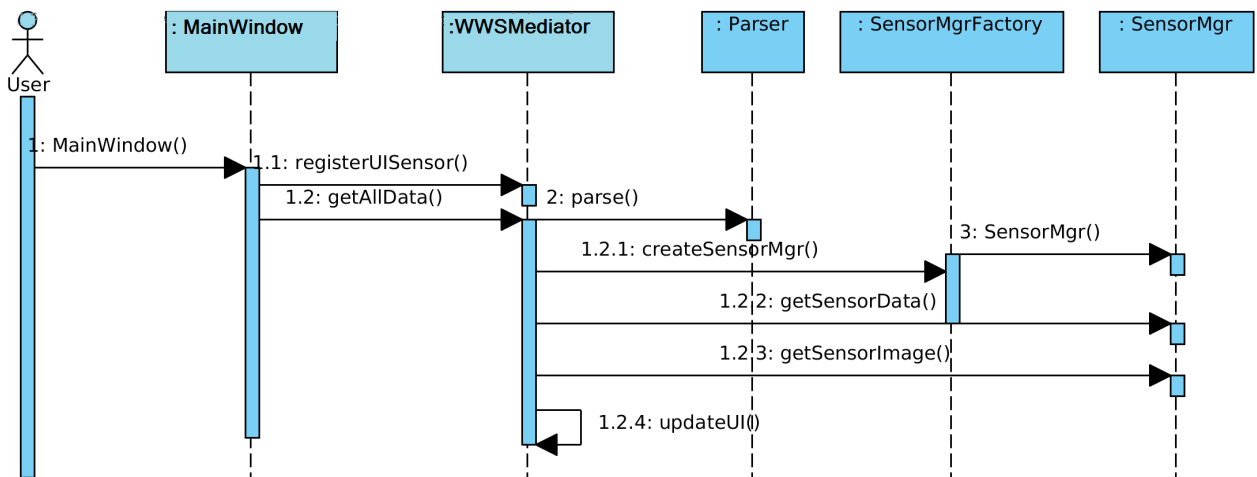 : MainWindow
:WWSMediator
: Parser
: SensorMgrFactory
: SensorMgr
User
1: MainWindow()
1.1: registerUISensor()
1.2: getAllData()
2: parse()
3: SensorMgr()
1.2.1: createSensorMgr()
1.2.2: getSensorData()
1.2.3: getSensorImage()
1.2.4: updateUI()